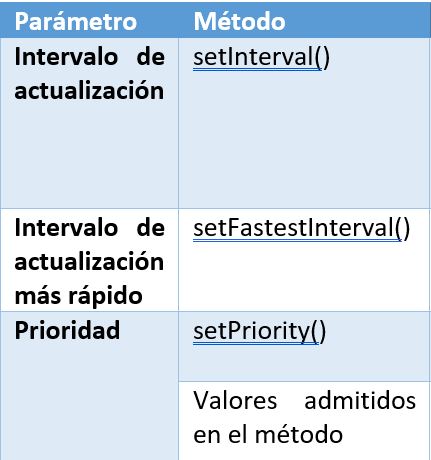 Parámetro Método
Intervalo de setInterval()
actualización
Intervalo de setFastestInterval()
actualización
más rápido
Prioridad setPriority()
Valores admitidos
en el método